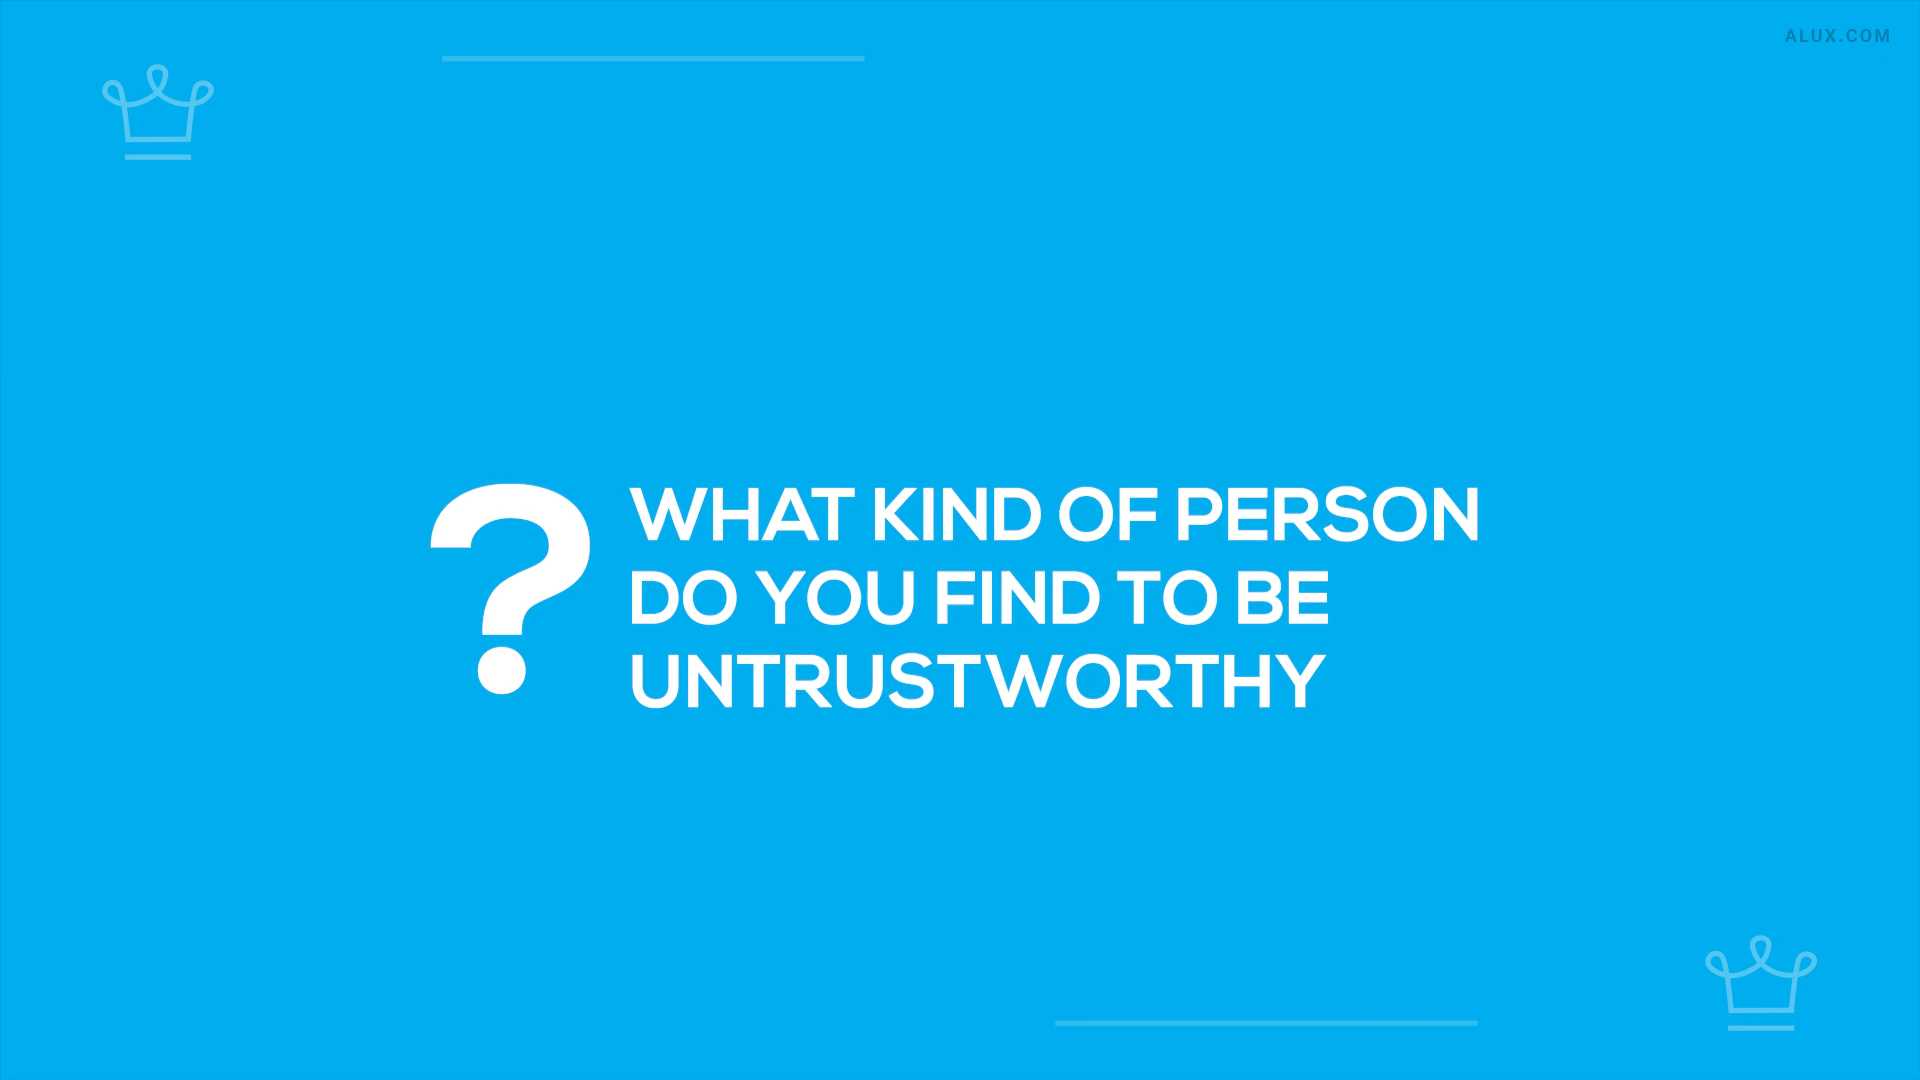 ALUX.COM
?
WHAT KIND OF PERSON
DO YOU FIND TO BE
UNTRUSTWORTHY